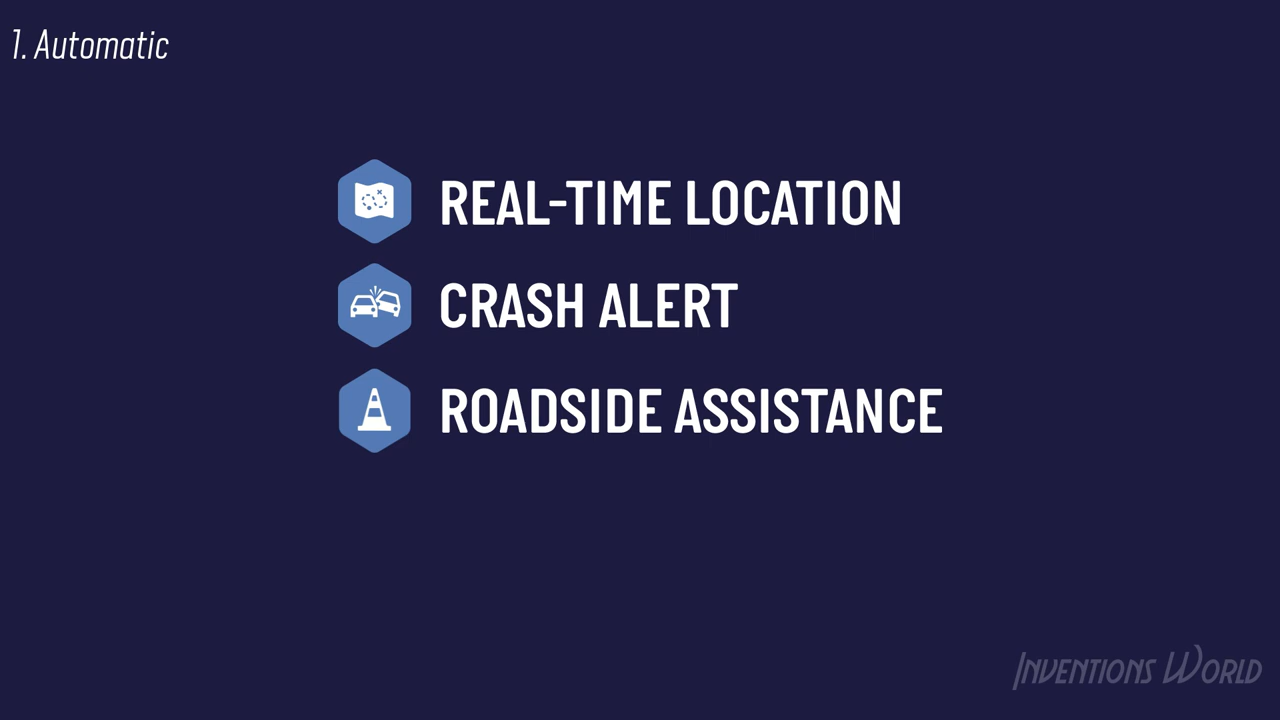 1. Automatic
REAL-TIME LOCATION
CRASH ALERT
ROADSIDE ASSISTANCE
INVENTIONS WORLD